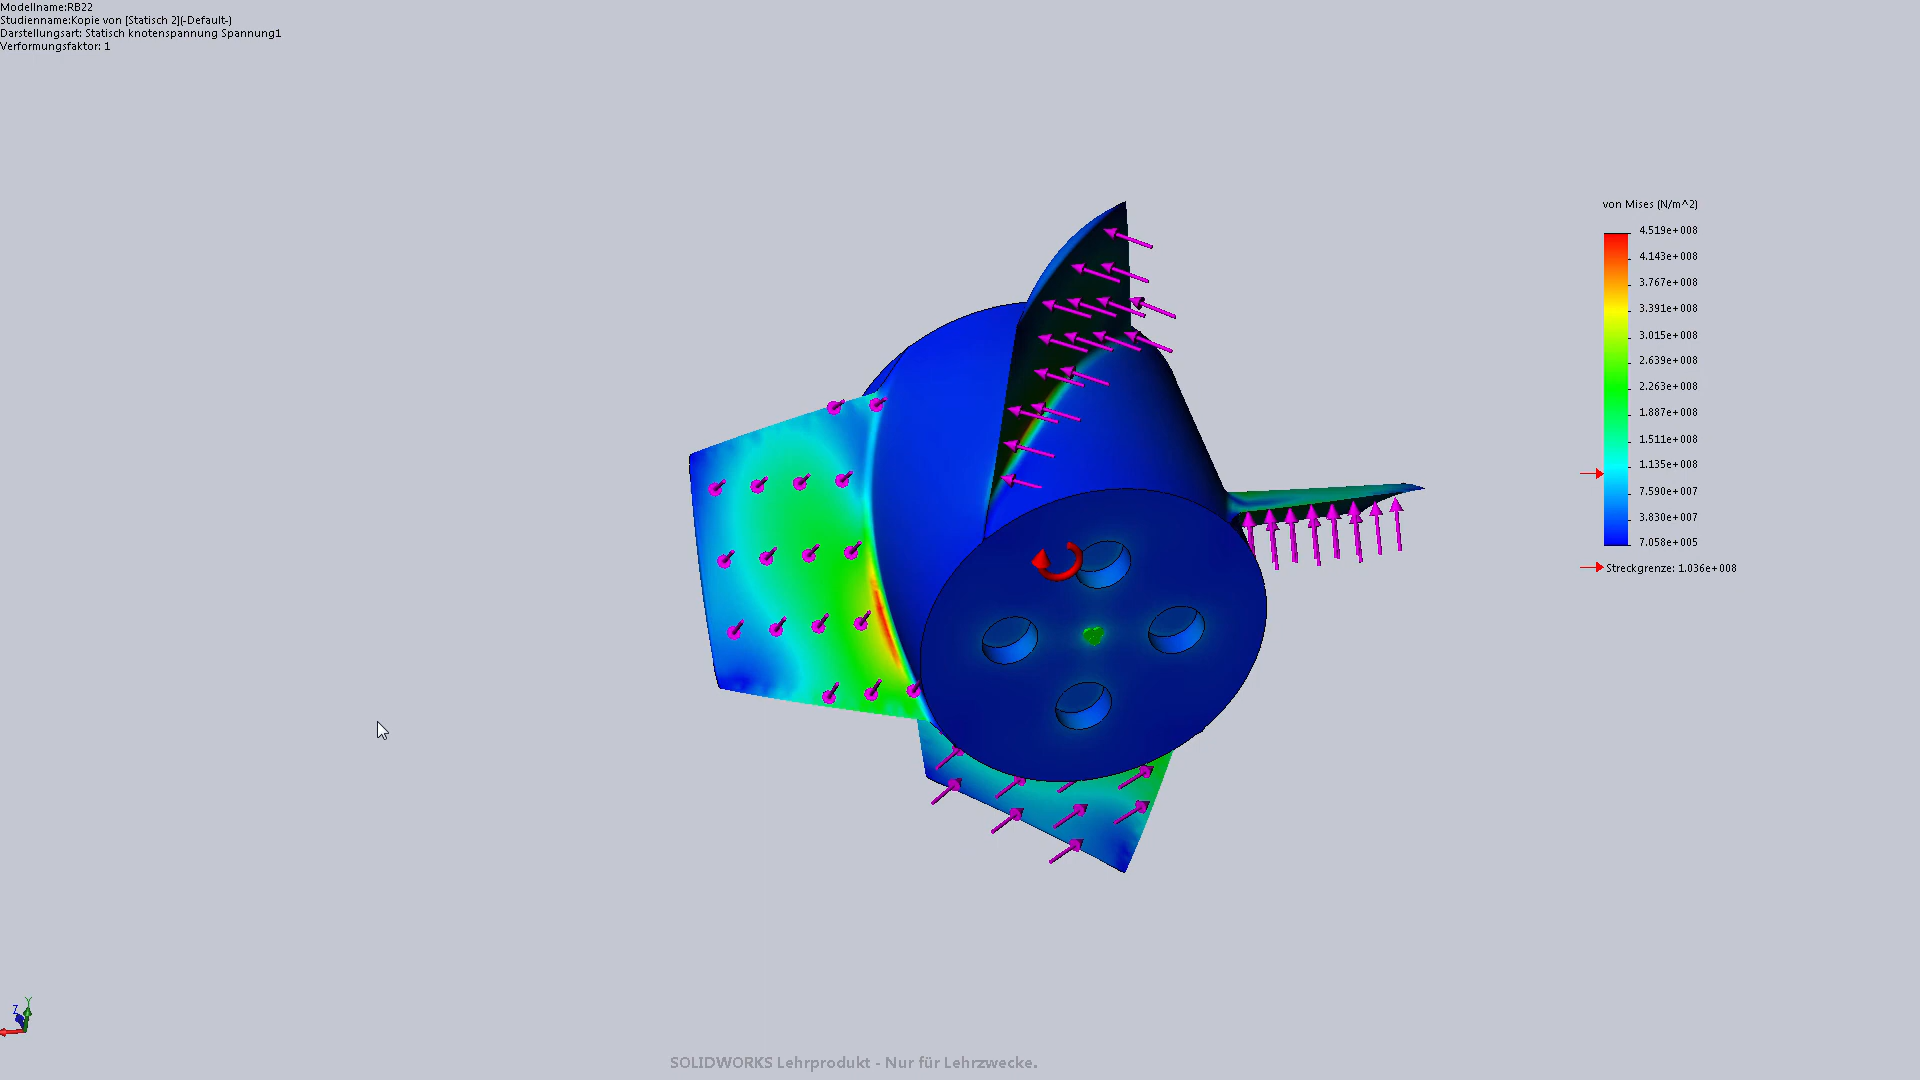 Modellname:RB22
Studienname:Kopie von [Statisch 2](-Default-)
Darstellungsart: Statisch knotenspannung Spannung1
Verformungsfaktor: 1
von Mises (N/m^2)
4.519e+008
4.143e+008
3.767e+008
3.391e+008
3.015e+008
2.639e+008
2.263e+008
1.887e+008
1.511e+008
1.135e+008
7.590e+007
3.830e+007
7.058e+005
Streckgrenze: 1.036e+008
Y
Z
SOLIDWORKS Lehrprodukt - Nur für Lehrzwecke.